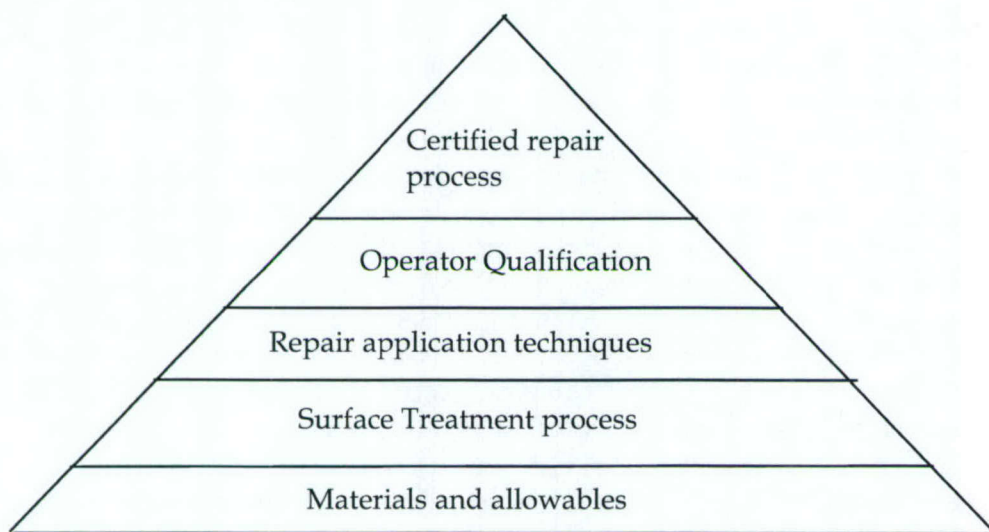 Certified repair
process
Operator Qualification
Repair application techniques
Surface Treatment process
Materials and allowables